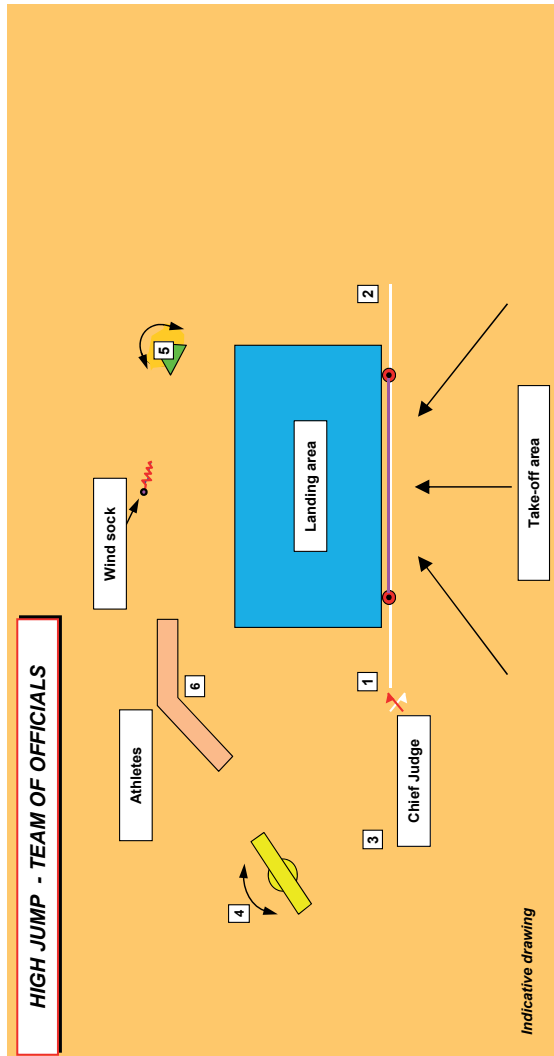 HIGH JUMP - TEAM OF OFFICIALS
Athletes
Wind sock
5
6
4
Landing area
3
1
2
Chief Judge
Take-off area
Indicative drawing